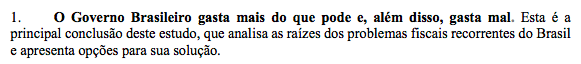 1. O Governo Brasileiro gasta mais do que pode e, além disso, gasta mal. Esta é a
principal conclusão deste estudo, que analisa as raízes dos problemas fiscais recorrentes do Brasil
e apresenta opções para sua solução.